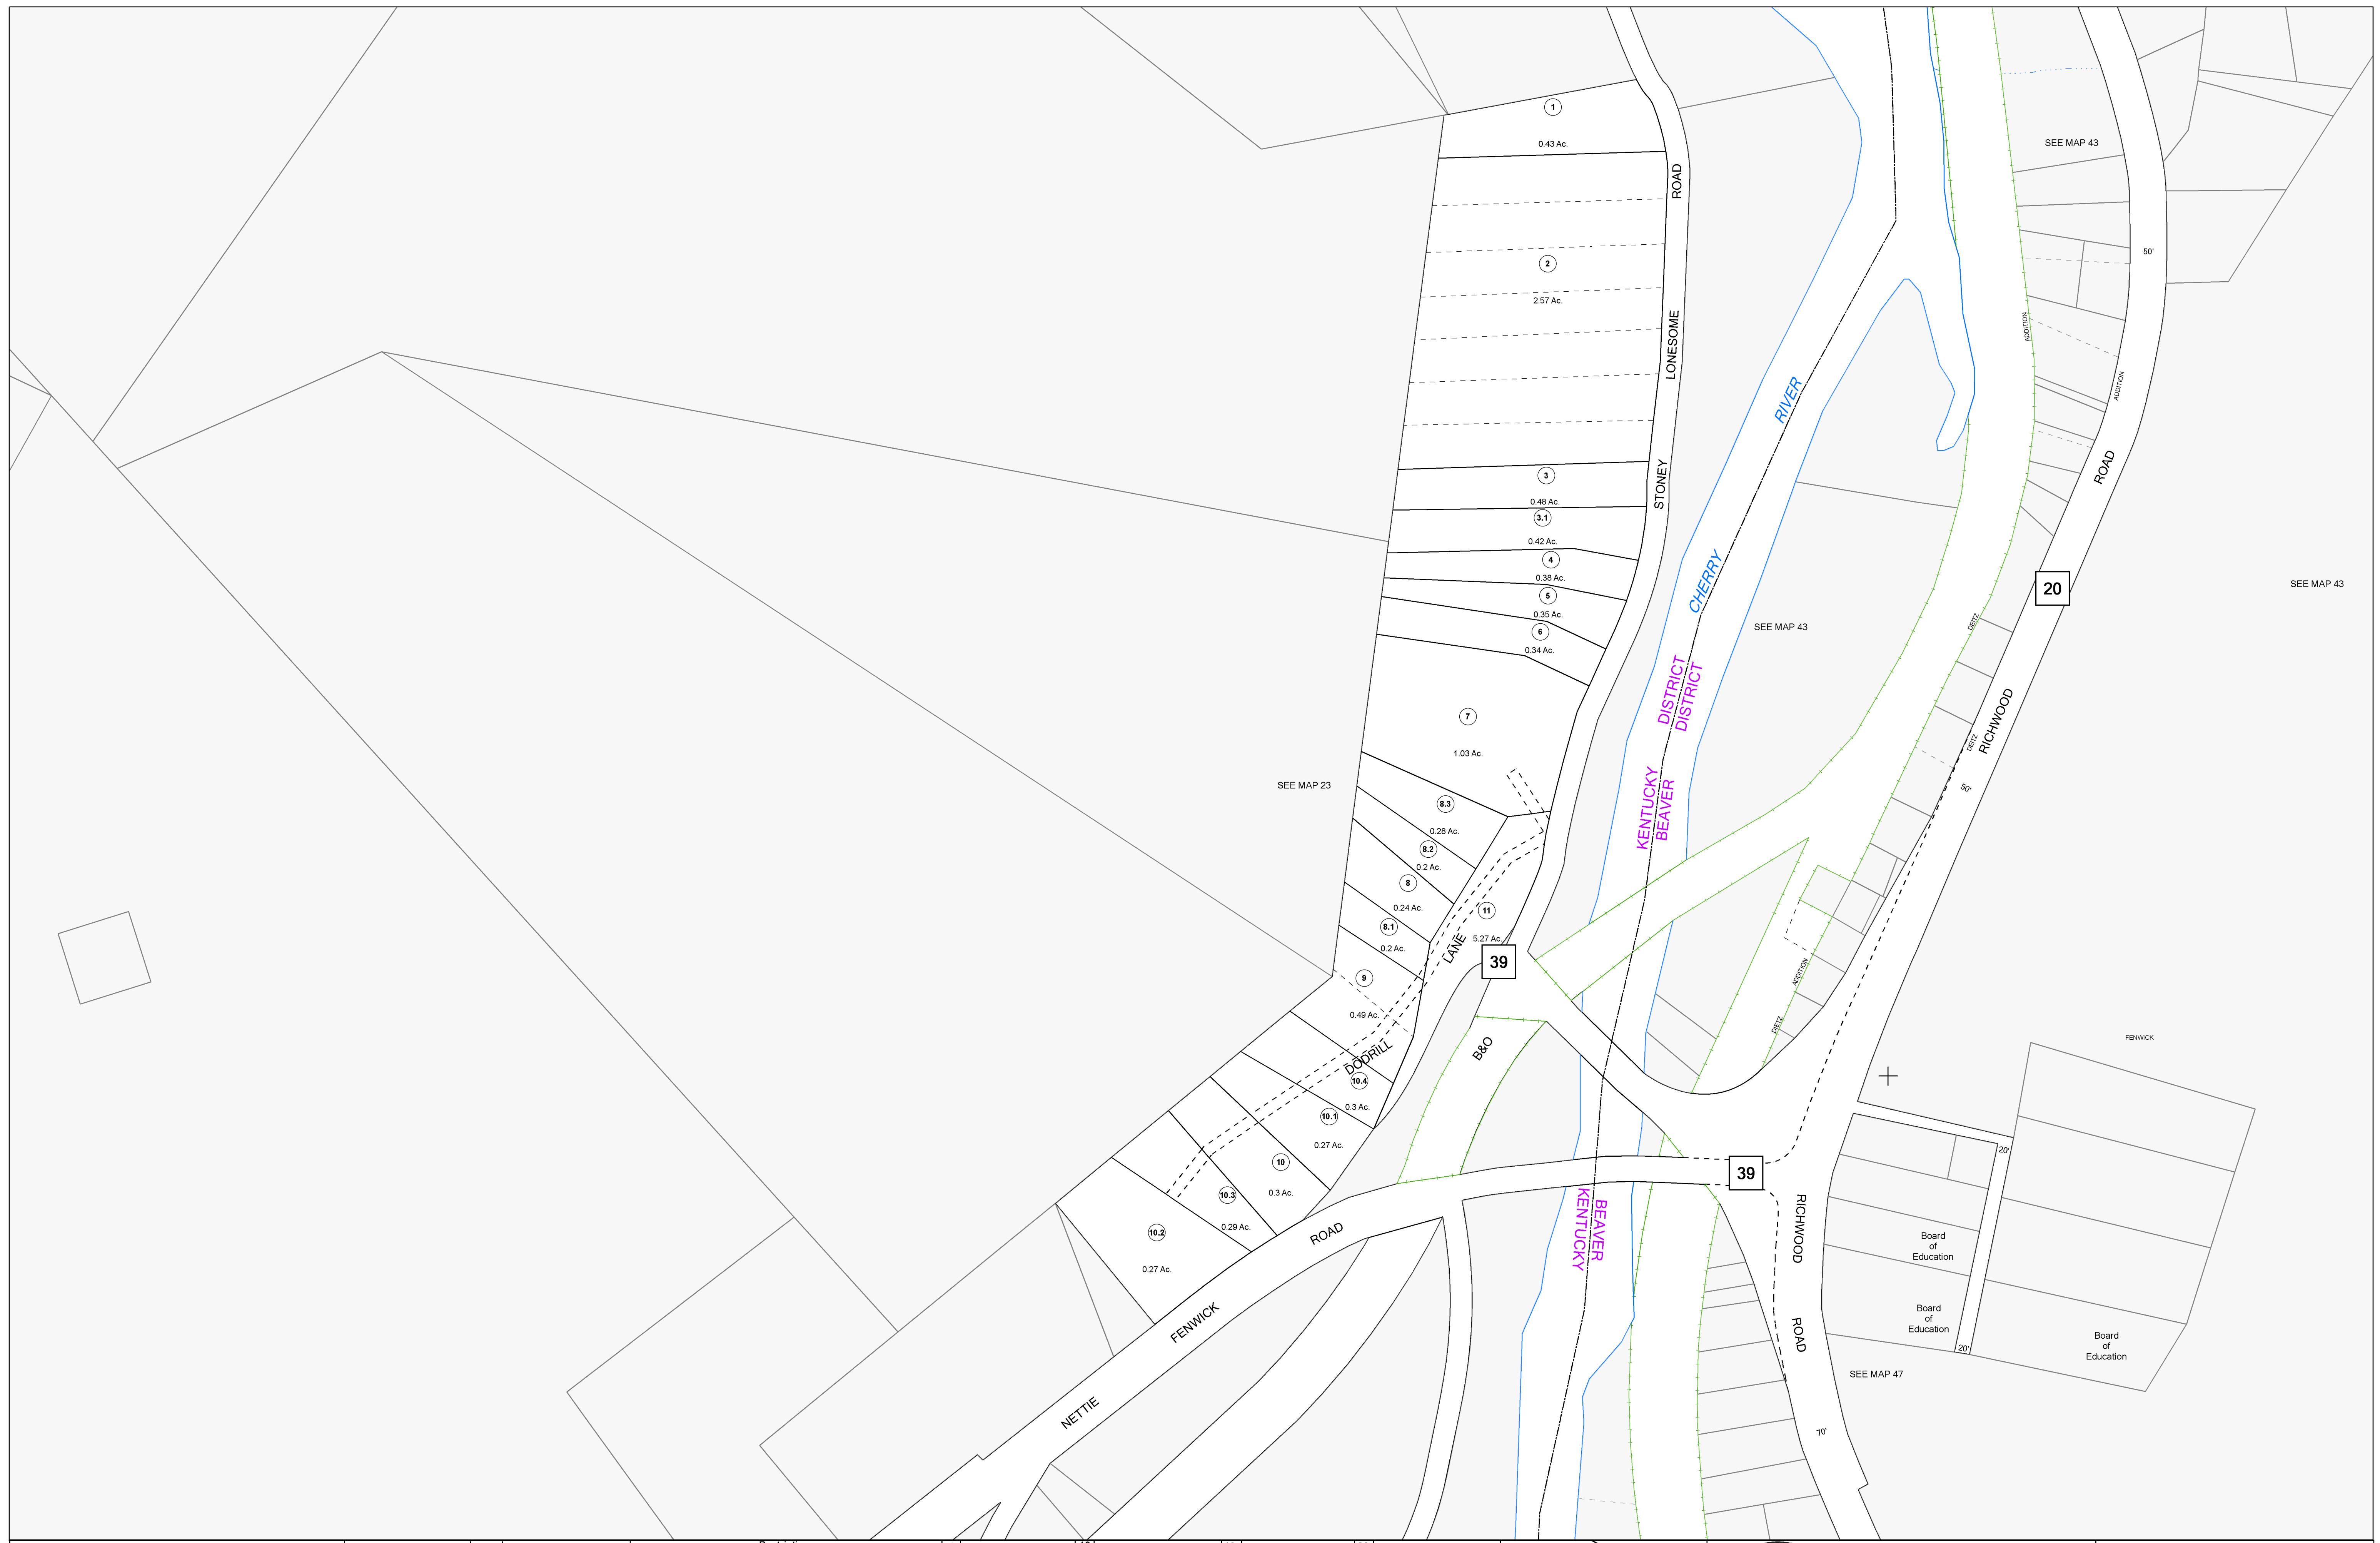 1
0.43 Ac.
SEE MAP 43
ROAD
50'
2
2.57 Ac.
LONESOME
ADDITION
ADDITION
RIVER
ROAD
3
0.48 Ac.
STONEY
3.1
0.42 Ac.
4
0.38 Ac.
5
0.35 Ac.
6
0.34 Ac.
CHERRY
20
SEE MAP 43
SEE MAP 43
DEITZ
7
1.03 Ac.
DISTRICT
DISTRICT
RICHWOOD
DEITZ
50'
SEE MAP 23
8.3
0.28 Ac.
KENTUCKY
BEAVER
8.2
0.2 Ac.
8
0.24 Ac.
11
5.27 Ac.
8.1
0.2 Ac.
LANE
39
9
0.49 Ac.
ADDITION
DIETZ
B&O
DODRILL
FENWICK
10.4
0.3 Ac.
10.1
0.27 Ac.
10
0.3 Ac.
20'
39
10.3
0.29 Ac.
10.2
0.27 Ac.
ROAD
BEAVER
KENTUCKY
RICHWOOD
Board
of
Education
FENWICK
ROAD
Board
of
Education
20'
Board
of
Education
SEE MAP 47
NETTIE
70'